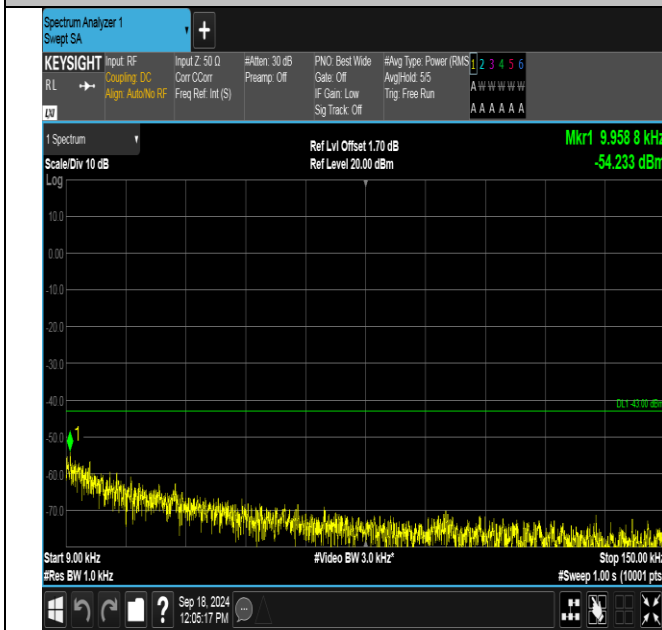 Spectrum Analyzer 1
Swept SA
+
KEYSIGHT
RL
LXI
Input: RF
Coupling: DC
Align: Auto/No RF
Input Z: 50 Ω
Corr CCorr
Freq Ref: Int (S)
#Atten: 30 dB
Preamp: Off
PNO: Best Wide
Gate: Off
IF Gain: Low
Sig Track: Off
#Avg Type: Power (RMS
Avg|Hold: 5/5
Trig: Free Run
1 2 3 4 5 6
A W W W W W
A A A A A A
1 Spectrum
Scale/Div 10 dB
Log
Ref Lvl Offset 1.70 dB
Ref Level 20.00 dBm
Mkr1 9.958 8 kHz
-54.233 dBm
10.0
0.00
-10.0
-20.0
-30.0
-40.0
DL1 -43.00 dBm
-50.0
1
-60.0
-70.0
Start 9.00 kHz
#Video BW 3.0 kHz*
Stop 150.00 kHz
#Res BW 1.0 kHz
#Sweep 1.00 s (10001 pts
?
Sep 18, 2024
12:05:17 PM